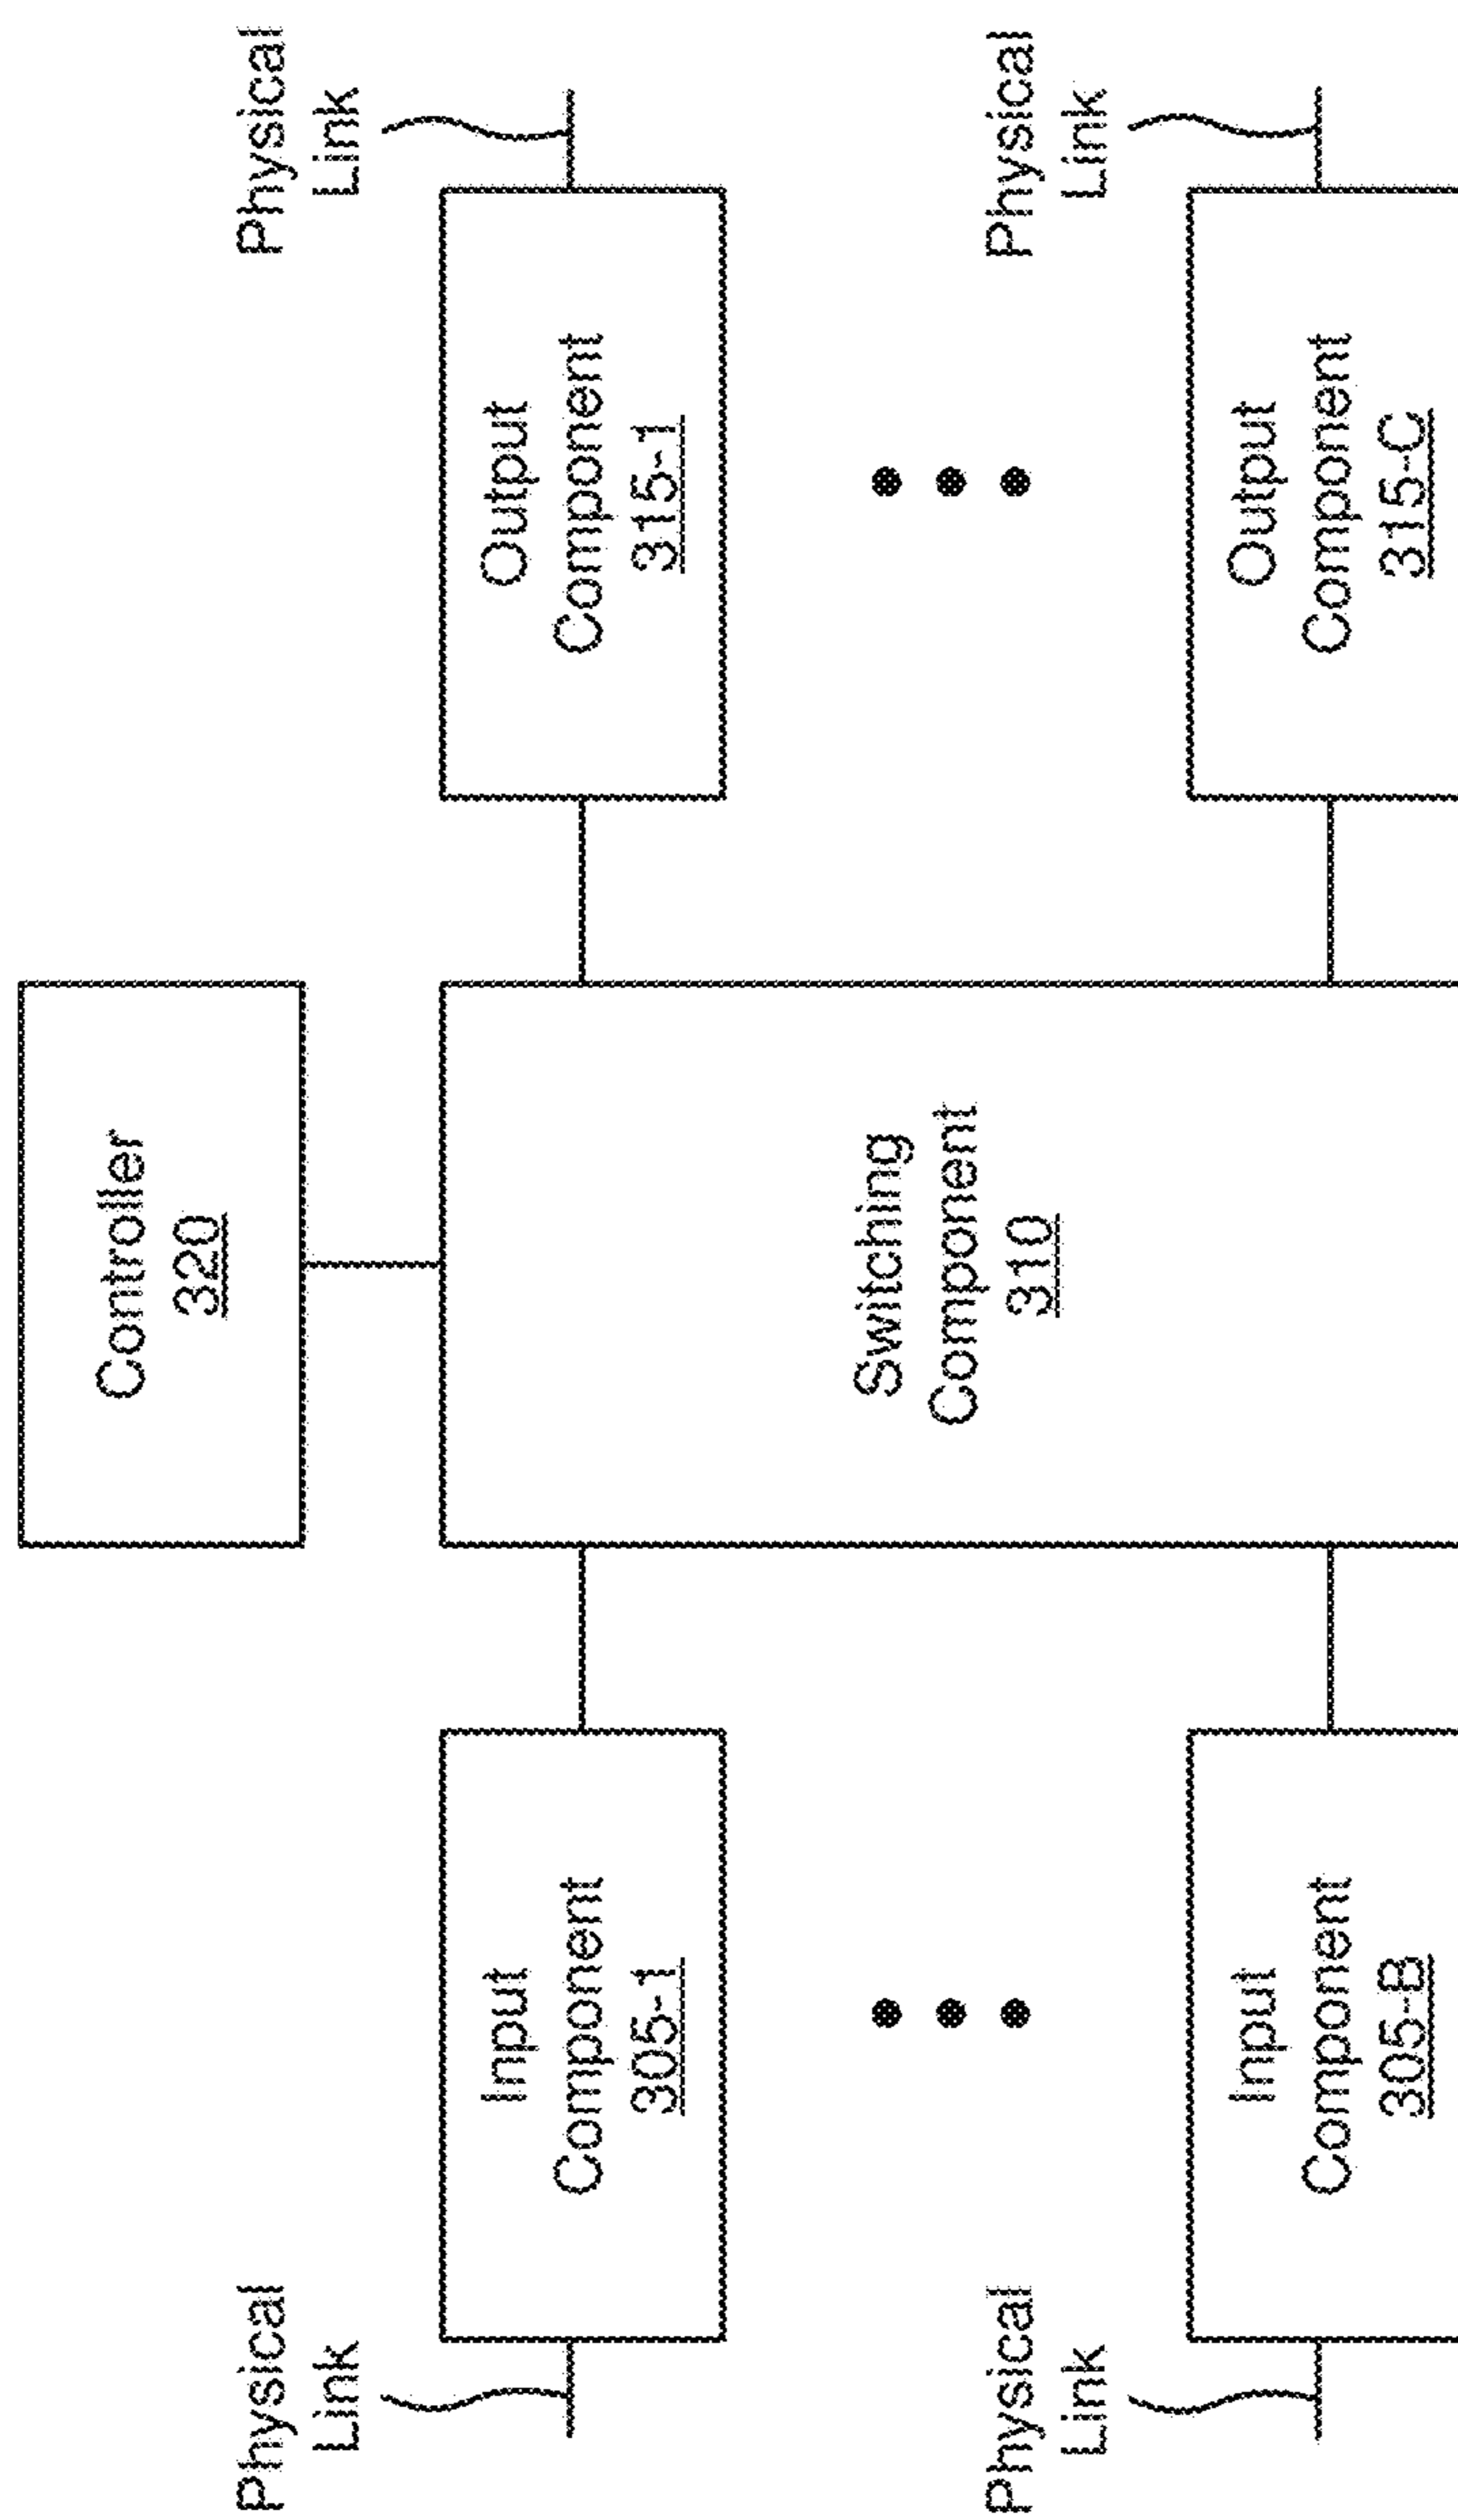 Controller
320
Physical
Link
Physical
Link
Input
Component
305-1
Switching
Component
310
Output
Component
315-1
Physical
Link
Physical
Link
Input
Component
305-B
Output
Component
315-C